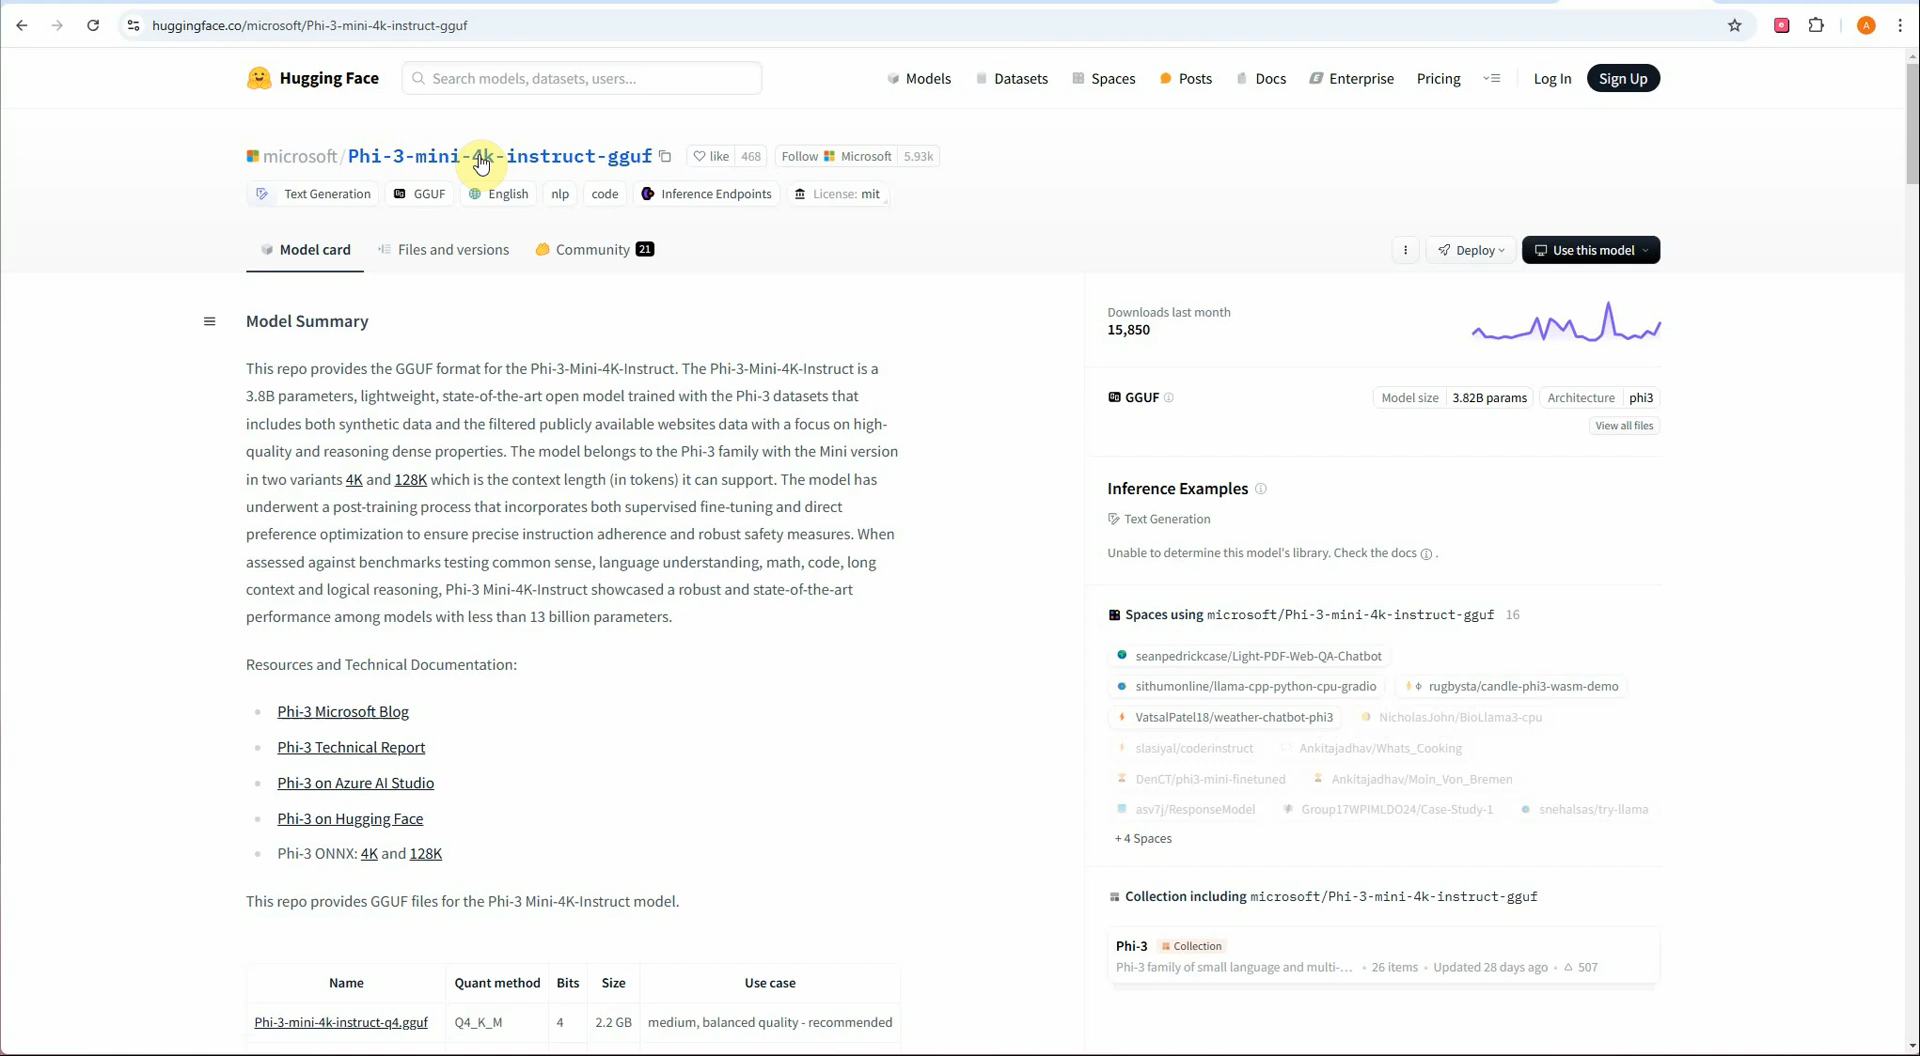 huggingface.co/microsoft/Phi-3-mini-4k-instruct-gguf
A
Hugging Face
Search models, datasets, users...
Models
Datasets
Spaces
Posts
Docs
Enterprise
Pricing
Log In
Sign Up
microsoft/Phi-3-mini-4k-instruct-gguf
like 468
Follow Microsoft 5.93k
Text Generation
GGUF
English
nlp
code
Inference Endpoints
License: mit
Model card
Files and versions
Community 21
Deploy
Use this model
Model Summary
This repo provides the GGUF format for the Phi-3-Mini-4K-Instruct. The Phi-3-Mini-4K-Instruct is a
3.8B parameters, lightweight, state-of-the-art open model trained with the Phi-3 datasets that
includes both synthetic data and the filtered publicly available websites data with a focus on high-
quality and reasoning dense properties. The model belongs to the Phi-3 family with the Mini version
in two variants 4K and 128K which is the context length (in tokens) it can support. The model has
underwent a post-training process that incorporates both supervised fine-tuning and direct
preference optimization to ensure precise instruction adherence and robust safety measures. When
assessed against benchmarks testing common sense, language understanding, math, code, long
context and logical reasoning, Phi-3 Mini-4K-Instruct showcased a robust and state-of-the-art
performance among models with less than 13 billion parameters.
Resources and Technical Documentation:
Phi-3 Microsoft Blog
Phi-3 Technical Report
Phi-3 on Azure AI Studio
Phi-3 on Hugging Face
Phi-3 ONNX: 4K and 128K
This repo provides GGUF files for the Phi-3 Mini-4K-Instruct model.
Name Quant method Bits Size Use case
Phi-3-mini-4k-instruct-q4.gguf Q4_K_M 4 2.2 GB medium, balanced quality - recommended
Downloads last month
15,850
GGUF
Model size 3.82B params
Architecture phi3
View all files
Inference Examples
Text Generation
Unable to determine this model's library. Check the docs .
Spaces using microsoft/Phi-3-mini-4k-instruct-gguf 16
seanpedrickcase/Light-PDF-Web-QA-Chatbot
sithumonline/llama-cpp-python-cpu-gradio
rugbysta/candle-phi3-wasm-demo
VatsalPatel18/weather-chatbot-phi3
NicholasJohn/BioLlama3-cpu
slasiyal/coderinstruct
Ankitajadhav/Whats_Cooking
DenCT/phi3-mini-finetuned
Ankitajadhav/Moin_Von_Bremen
asv7j/ResponseModel
Group17WPIMLDO24/Case-Study-1
snehalsas/try-llama
+ 4 Spaces
Collection including microsoft/Phi-3-mini-4k-instruct-gguf
Phi-3 Collection
Phi-3 family of small language and multi-... • 26 items • Updated 28 days ago • 507